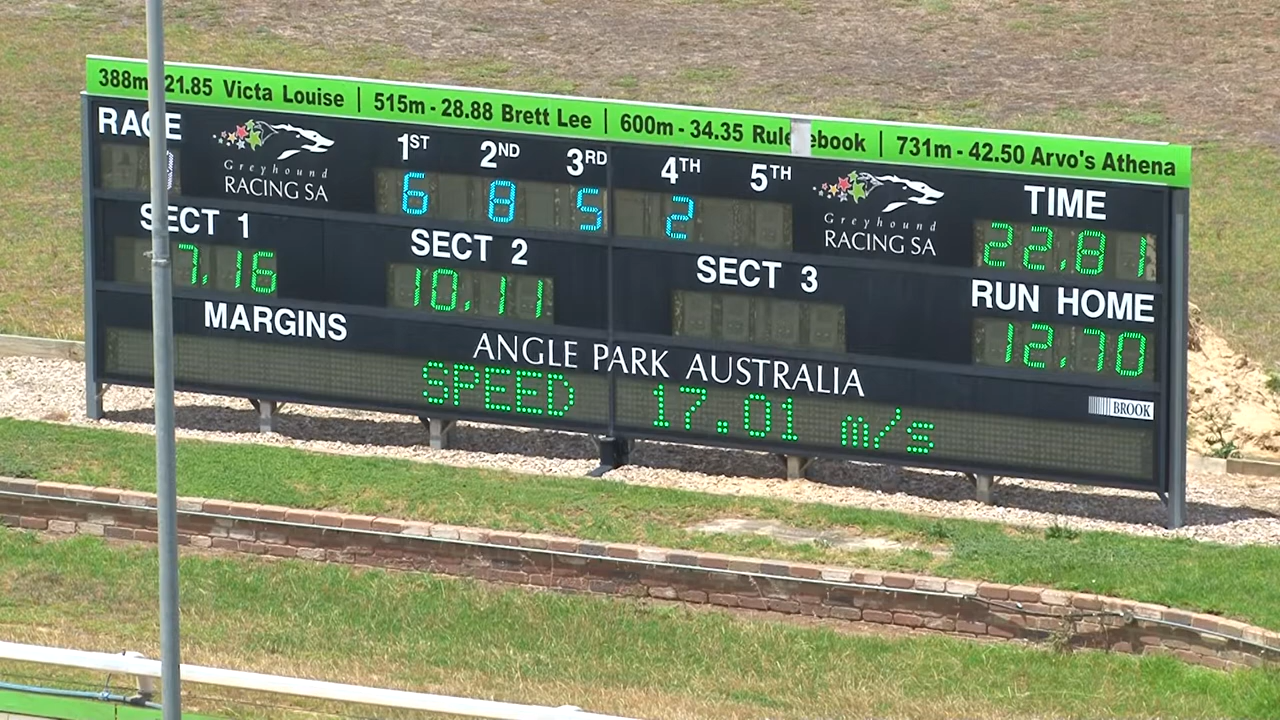 388m 21.85 Victa Louise | 515m - 28.88 Brett Lee | 600m - 34.35 Rule ebook | 731m - 42.50 Arvo's Athena
RACE
Greyhound
RACING SA
1ST 2ND 3RD 4TH 5TH
6 8 5 2
Greyhound
RACING SA
TIME
22.81
SECT 1
7.16
SECT 2
10.11
SECT 3
RUN HOME
12.70
MARGINS
ANGLE PARK AUSTRALIA
SPEED 17.01 m/s
BROOK